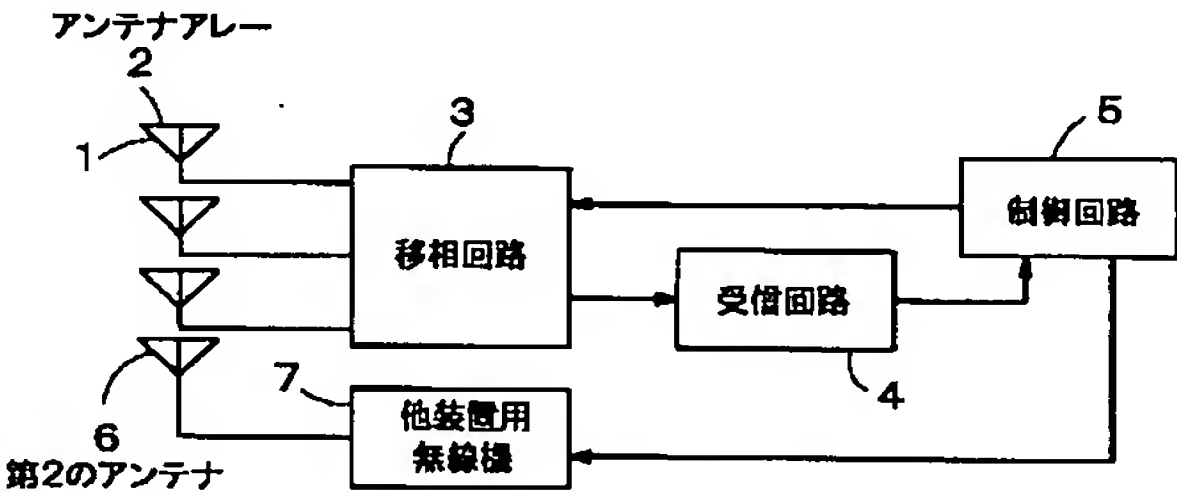 アンテナアレー
2
1
3
移相回路
5
制御回路
受信回路
4
6
第2のアンテナ
7
他装置用
無線機